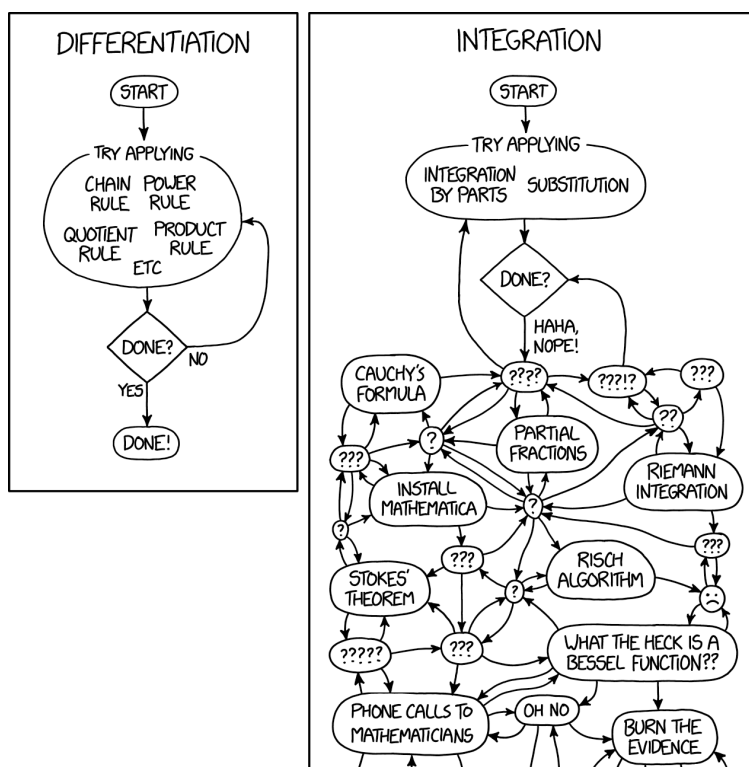 DIFFERENTIATION
START
TRY APPLYING
CHAIN RULE
POWER RULE
QUOTIENT RULE
PRODUCT RULE
ETC
DONE?
NO
YES
DONE!
INTEGRATION
START
TRY APPLYING
INTEGRATION BY PARTS
SUBSTITUTION
DONE?
HAHA,
NOPE!
CAUCHY'S
FORMULA
????
???!?
???
??
?
PARTIAL
FRACTIONS
???
RIEMANN
INTEGRATION
INSTALL
MATHEMATICA
?
?
???
???
STOKES'
THEOREM
?
RISCH
ALGORITHM
?????
???
WHAT THE HECK IS A
BESSEL FUNCTION??
PHONE CALLS TO
MATHEMATICIANS
OH NO
BURN THE
EVIDENCE